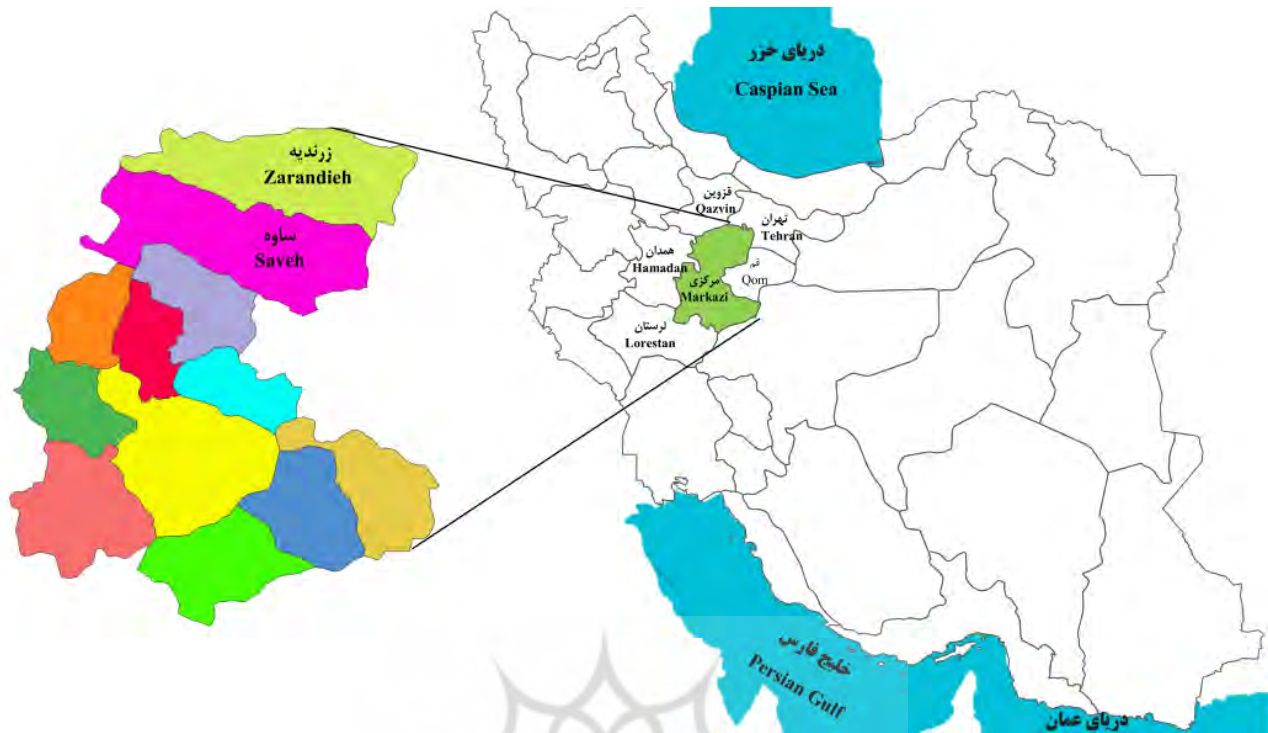 دریای خزر
Caspian Sea
زرندیه
Zarandieh
ساوه
Saveh
قزوین
Qazvin
تهران
Tehran
همدان
Hamadan
قم
Qom
مرکزی
Markazi
لرستان
Lorestan
خلیج فارس
Persian Gulf
دریای عمان